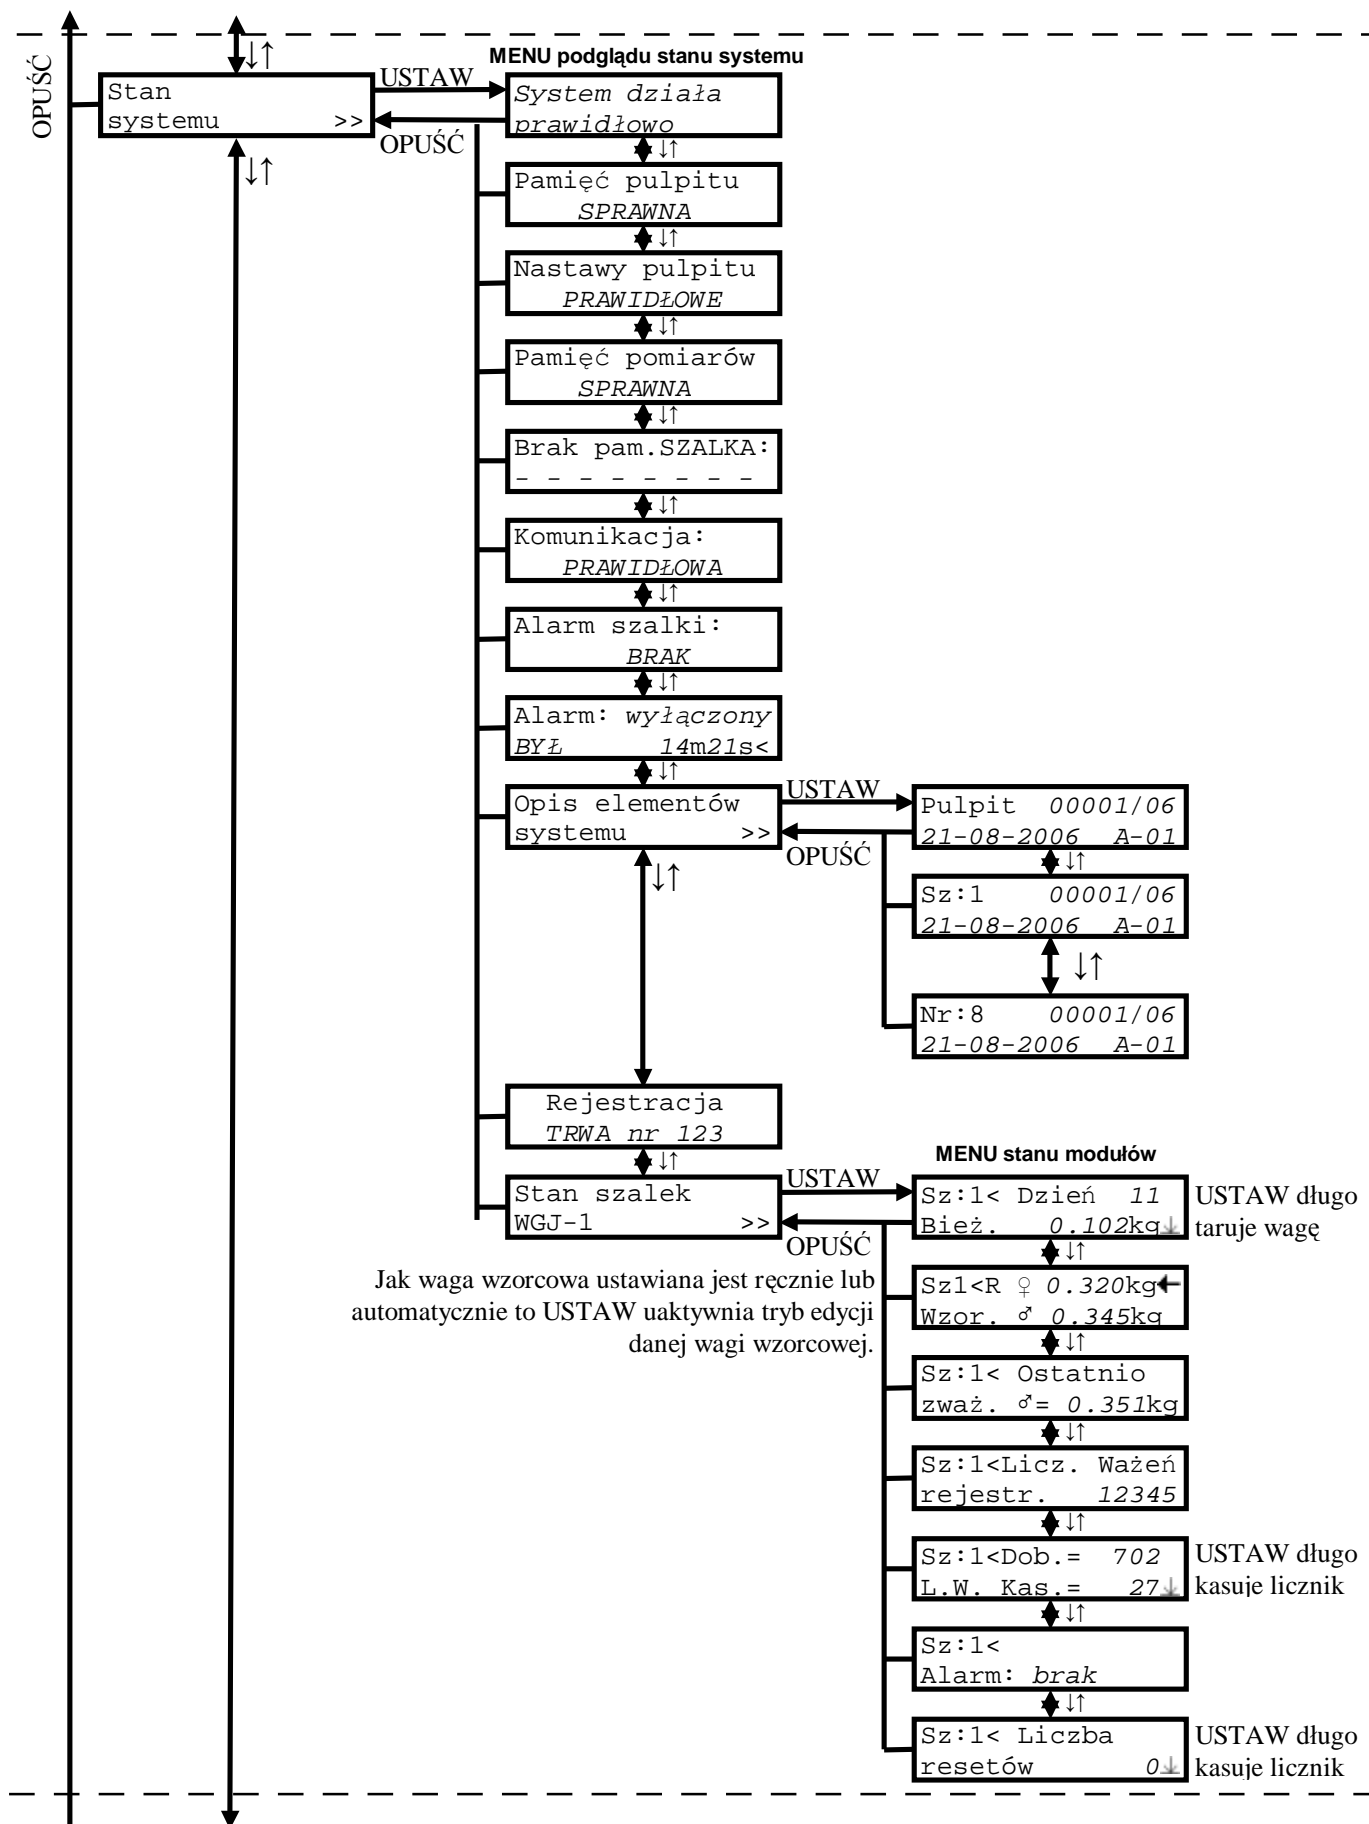 ↓↑
MENU podglądu stanu systemu
OPUŚĆ
Stan
systemu >>
USTAW
OPUŚĆ
↓↑
System działa
prawidłowo
↓↑
Pamięć pulpitu
SPRAWNA
↓↑
Nastawy pulpitu
PRAWIDŁOWE
↓↑
Pamięć pomiarów
SPRAWNA
↓↑
Brak pam.SZALKA:
- - - - - - - -
↓↑
Komunikacja:
PRAWIDŁOWA
↓↑
Alarm szalki:
BRAK
↓↑
Alarm: wyłączony
BYŁ 14m21s<
↓↑
Opis elementów
systemu >>
USTAW
OPUŚĆ
↓↑
Pulpit 00001/06
21-08-2006 A-01
↓↑
Sz:1 00001/06
21-08-2006 A-01
↓↑
Nr:8 00001/06
21-08-2006 A-01
Rejestracja
TRWA nr 123
↓↑
Stan szalek
WGJ-1 >>
USTAW
OPUŚĆ
Jak waga wzorcowa ustawiana jest ręcznie lub
automatycznie to USTAW uaktywnia tryb edycji
danej wagi wzorcowej.
MENU stanu modułów
Sz:1< Dzień 11
Bież. 0.102kg↓
USTAW długo
taruje wagę
↓↑
Sz1<R ♀ 0.320kg←
Wzor. ♂ 0.345kg
↓↑
Sz:1< Ostatnio
zważ. ♂= 0.351kg
↓↑
Sz:1<Licz. Ważeń
rejestr. 12345
↓↑
Sz:1<Dob.= 702
L.W. Kas.= 27↓
USTAW długo
kasuje licznik
↓↑
Sz:1<
Alarm: brak
↓↑
Sz:1< Liczba
resetów 0↓
USTAW długo
kasuje licznik